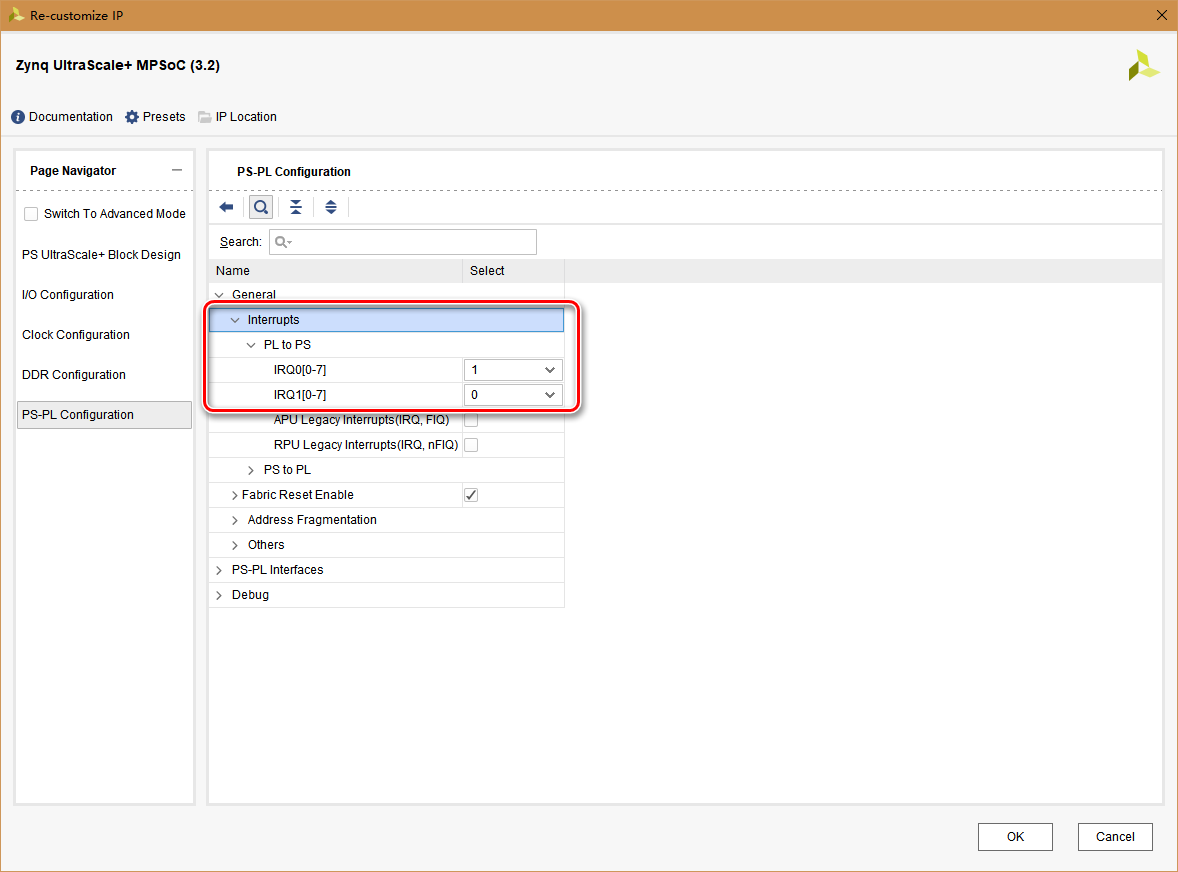 Re-customize IP
Zynq UltraScale+ MPSoC (3.2)
Documentation Presets IP Location
Page Navigator
Switch To Advanced Mode
PS UltraScale+ Block Design
I/O Configuration
Clock Configuration
DDR Configuration
PS-PL Configuration
PS-PL Configuration
Search:
Name Select
General
Interrupts
PL to PS
IRQ0[0-7] 1
IRQ1[0-7] 0
APU Legacy Interrupts(IRQ, FIQ)
RPU Legacy Interrupts(IRQ, nFIQ)
PS to PL
Fabric Reset Enable
Address Fragmentation
Others
PS-PL Interfaces
Debug
OK Cancel